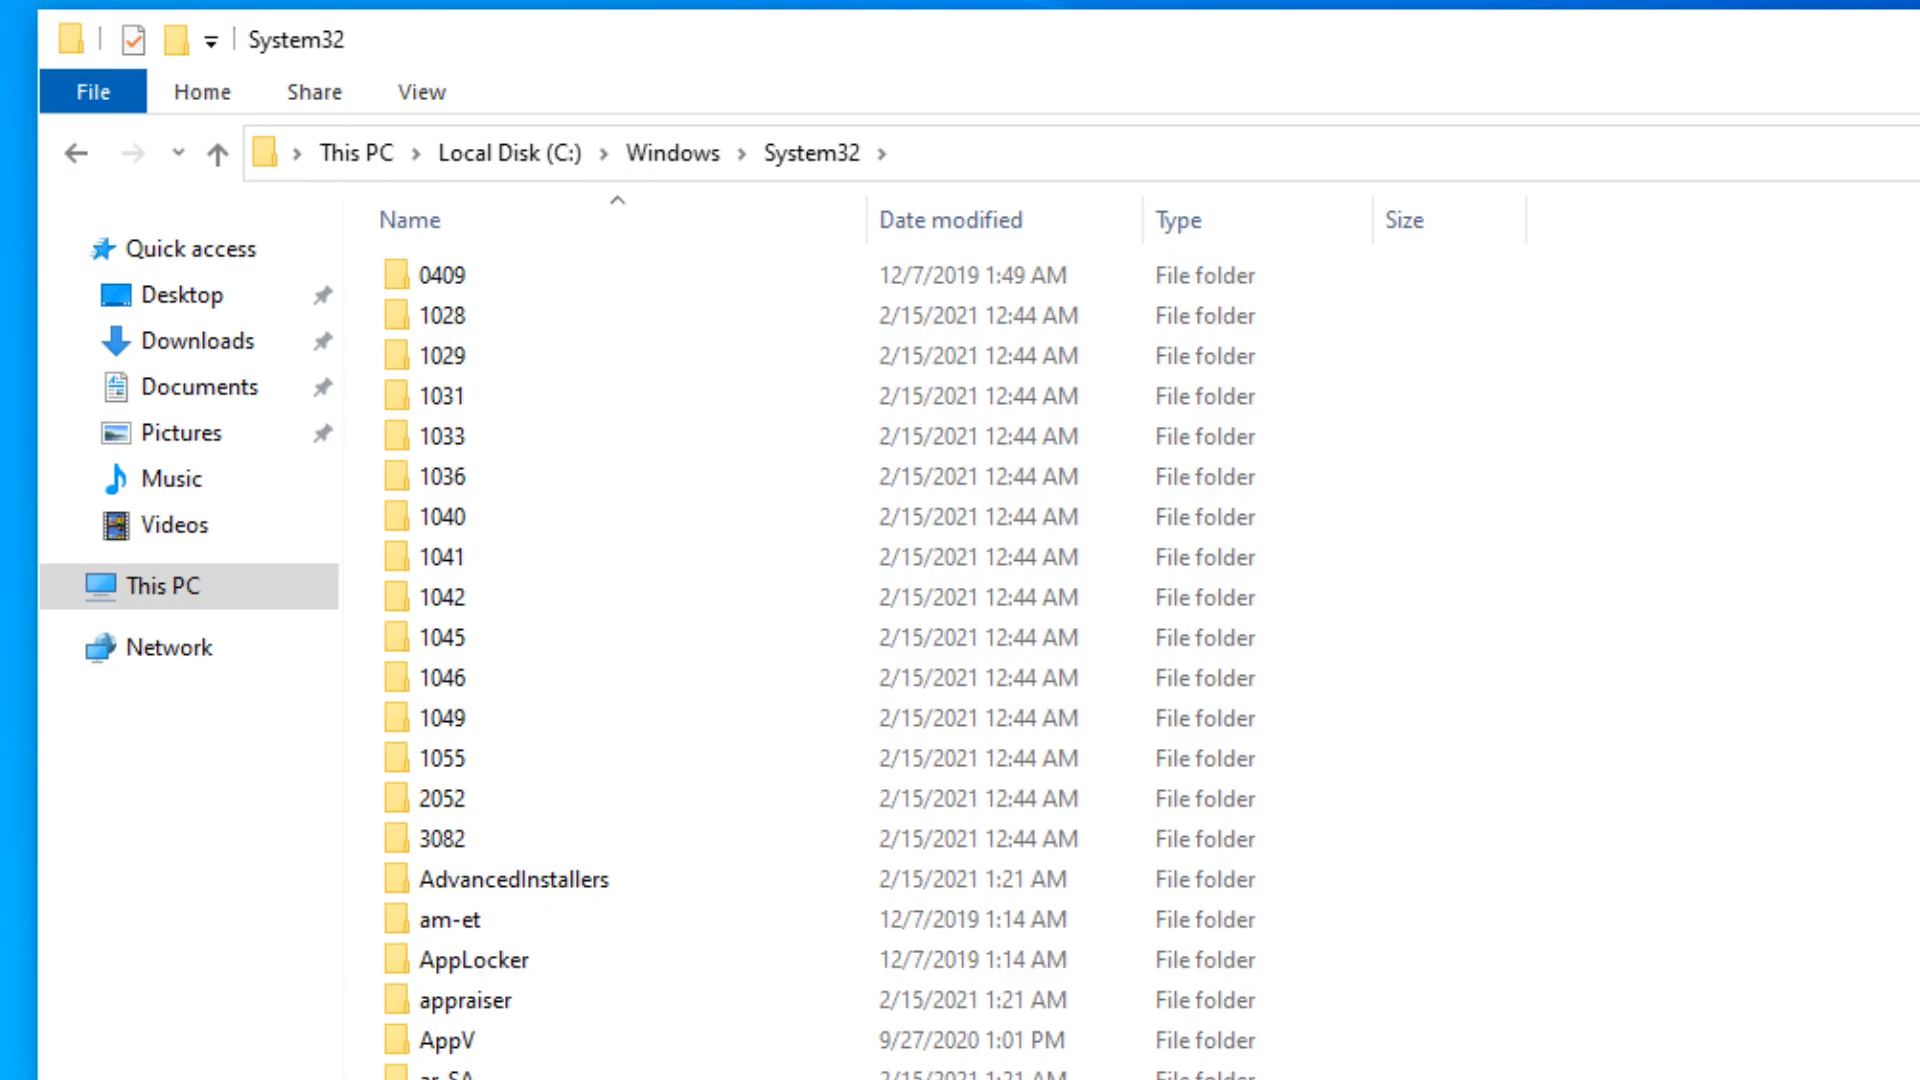 System32
File Home Share View
This PC Local Disk (C:) Windows System32
Name Date modified Type Size
Quick access
Desktop
Downloads
Documents
Pictures
Music
Videos
This PC
Network
0409 12/7/2019 1:49 AM File folder
1028 2/15/2021 12:44 AM File folder
1029 2/15/2021 12:44 AM File folder
1031 2/15/2021 12:44 AM File folder
1033 2/15/2021 12:44 AM File folder
1036 2/15/2021 12:44 AM File folder
1040 2/15/2021 12:44 AM File folder
1041 2/15/2021 12:44 AM File folder
1042 2/15/2021 12:44 AM File folder
1045 2/15/2021 12:44 AM File folder
1046 2/15/2021 12:44 AM File folder
1049 2/15/2021 12:44 AM File folder
1055 2/15/2021 12:44 AM File folder
2052 2/15/2021 12:44 AM File folder
3082 2/15/2021 12:44 AM File folder
AdvancedInstallers 2/15/2021 1:21 AM File folder
am-et 12/7/2019 1:14 AM File folder
AppLocker 12/7/2019 1:14 AM File folder
appraiser 2/15/2021 1:21 AM File folder
AppV 9/27/2020 1:01 PM File folder
ar-SA 2/15/2021 1:21 AM File folder